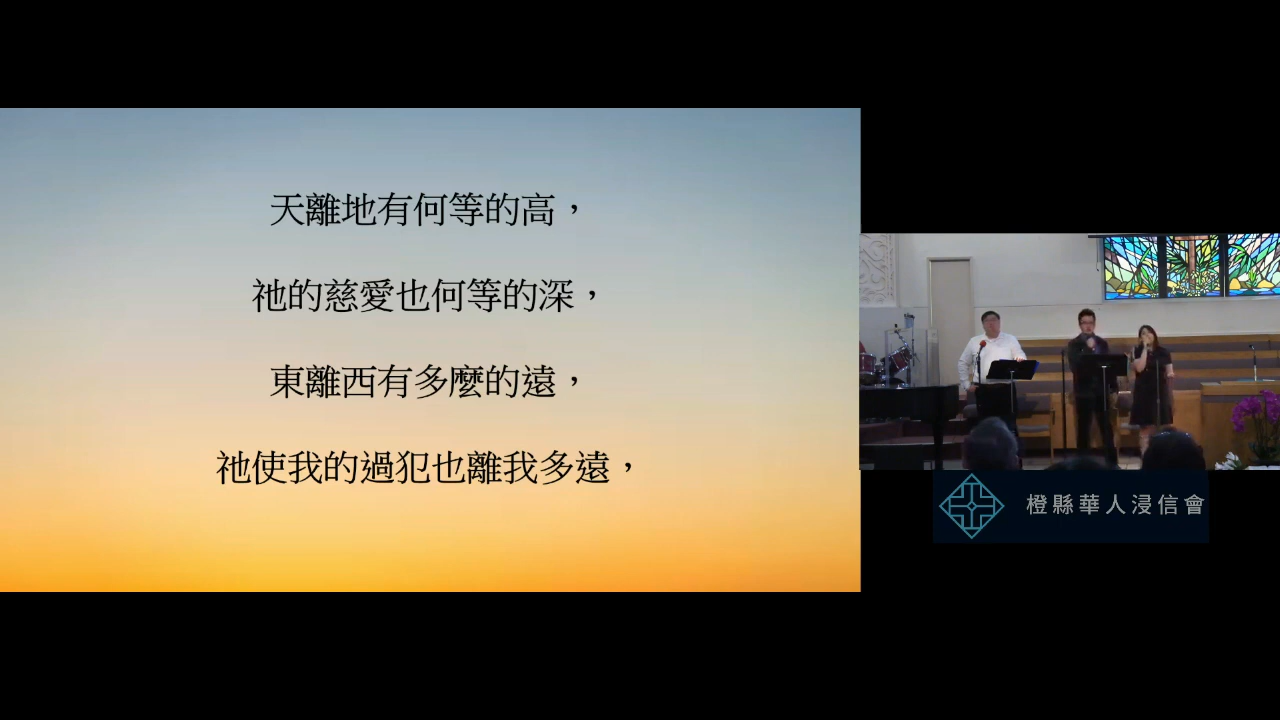 天離地有何等的高，
祂的慈愛也何等的深，
東離西有多麼的遠，
祂使我的過犯也離我多遠，
橙縣華人浸信會